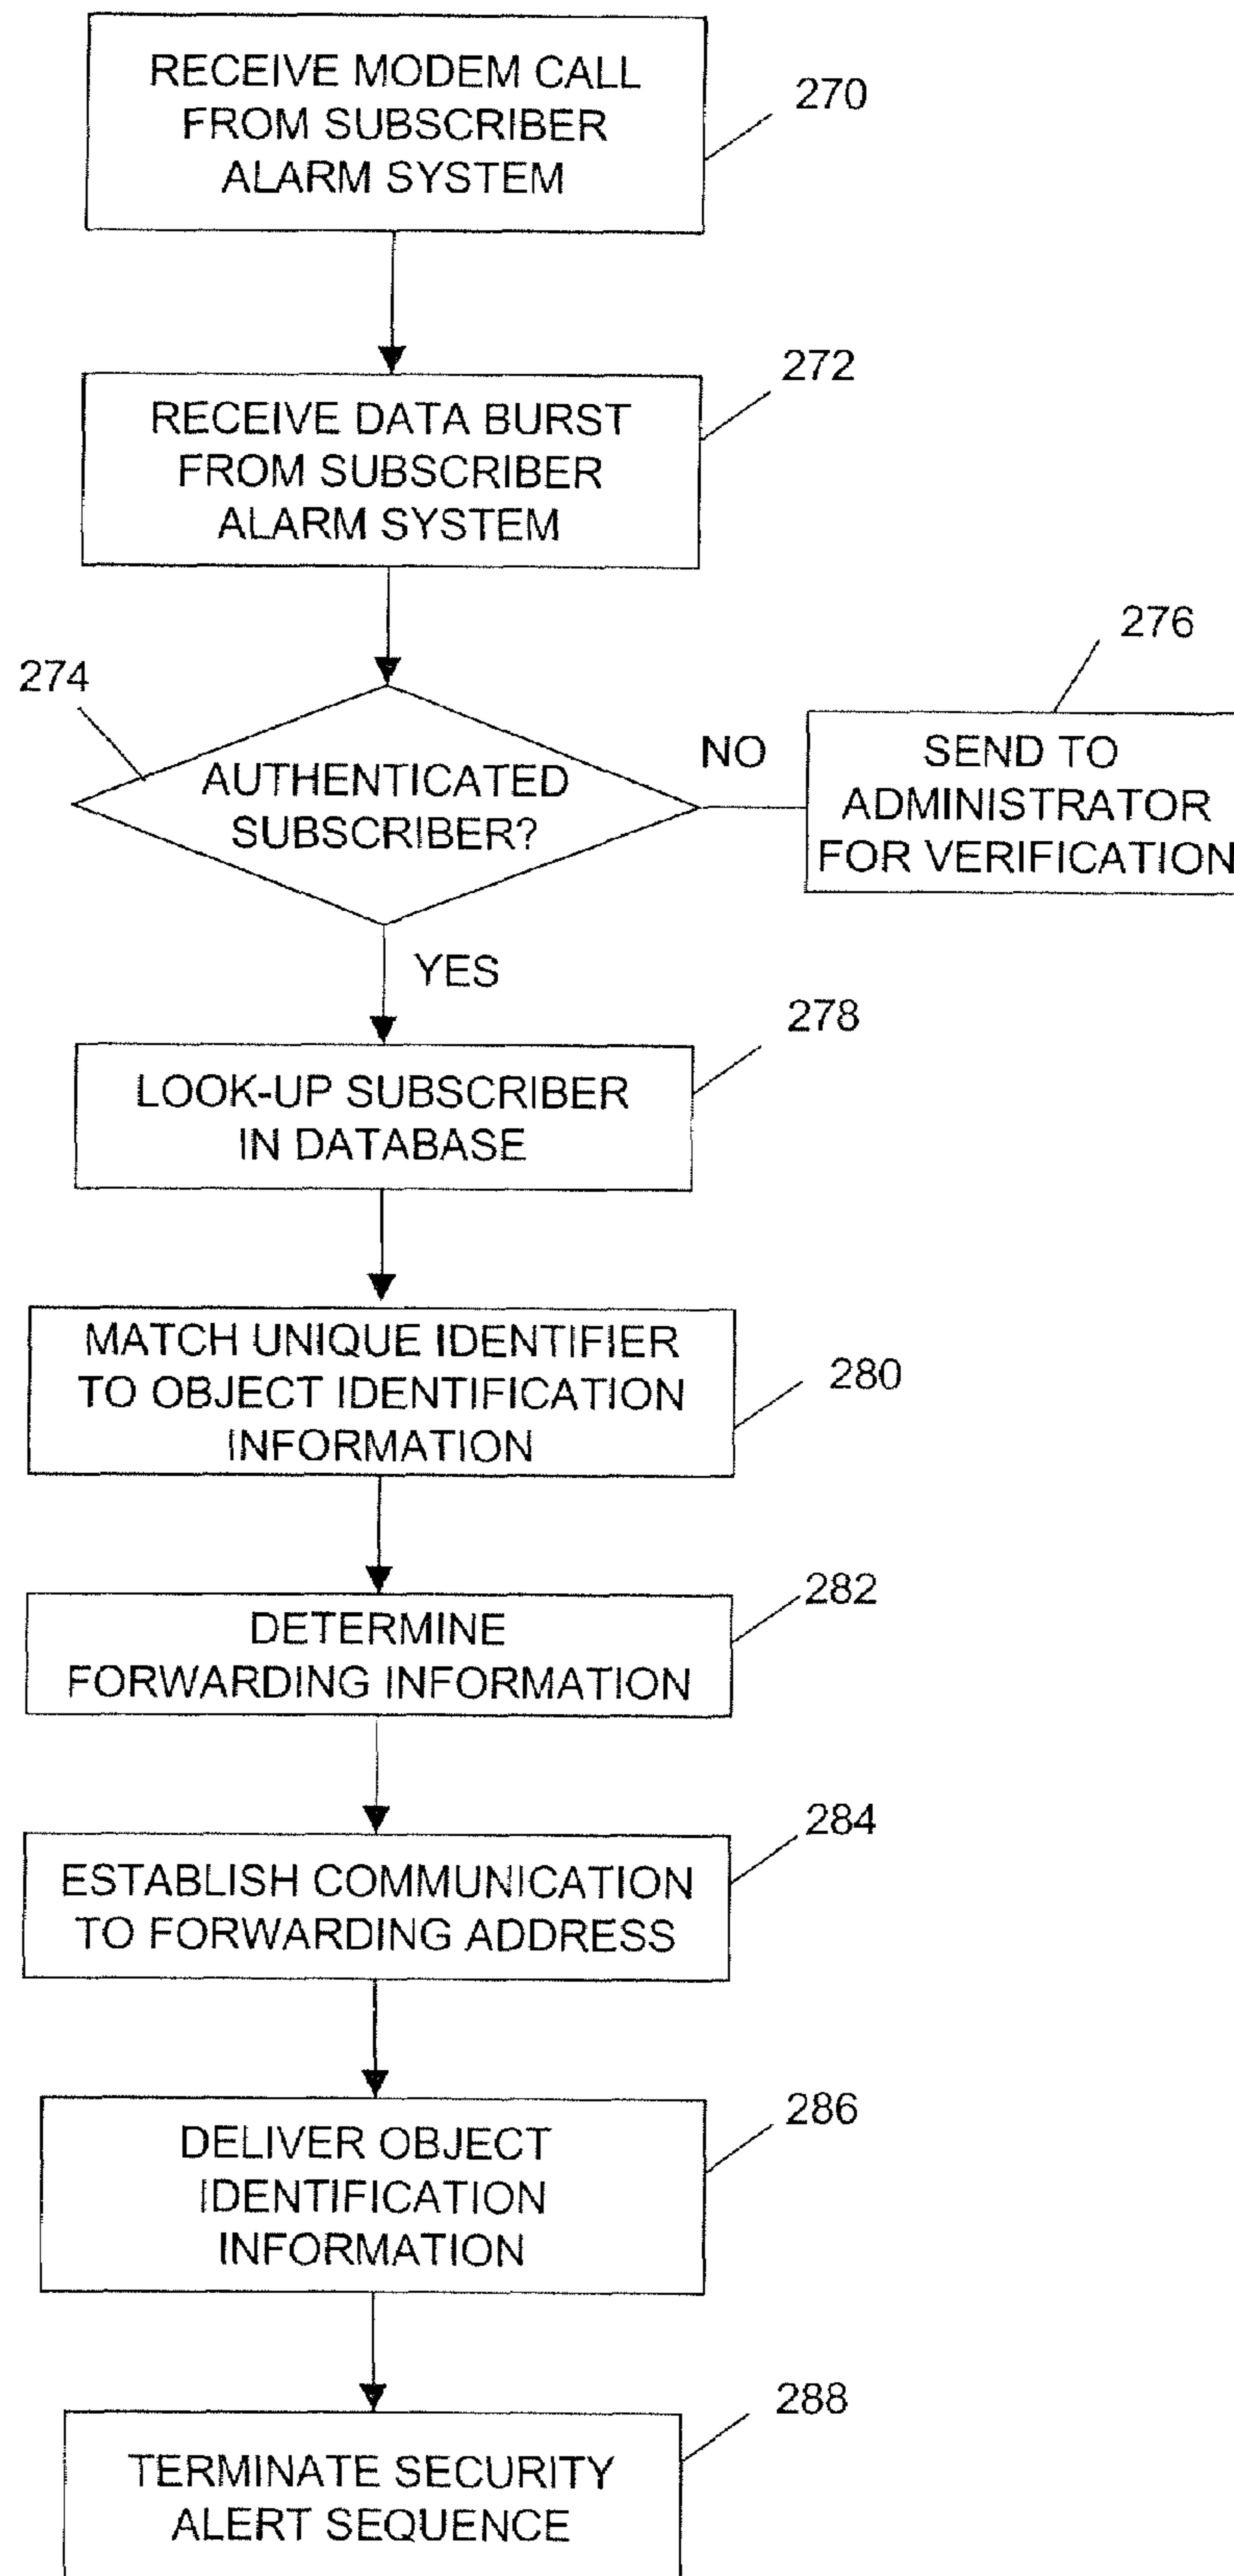 RECEIVE MODEM CALL
FROM SUBSCRIBER
ALARM SYSTEM
270
RECEIVE DATA BURST
FROM SUBSCRIBER
ALARM SYSTEM
272
274
AUTHENTICATED
SUBSCRIBER?
NO
276
SEND TO
ADMINISTRATOR
FOR VERIFICATION
YES
278
LOOK-UP SUBSCRIBER
IN DATABASE
MATCH UNIQUE IDENTIFIER
TO OBJECT IDENTIFICATION
INFORMATION
280
DETERMINE
FORWARDING INFORMATION
282
ESTABLISH COMMUNICATION
TO FORWARDING ADDRESS
284
DELIVER OBJECT
IDENTIFICATION
INFORMATION
286
TERMINATE SECURITY
ALERT SEQUENCE
288